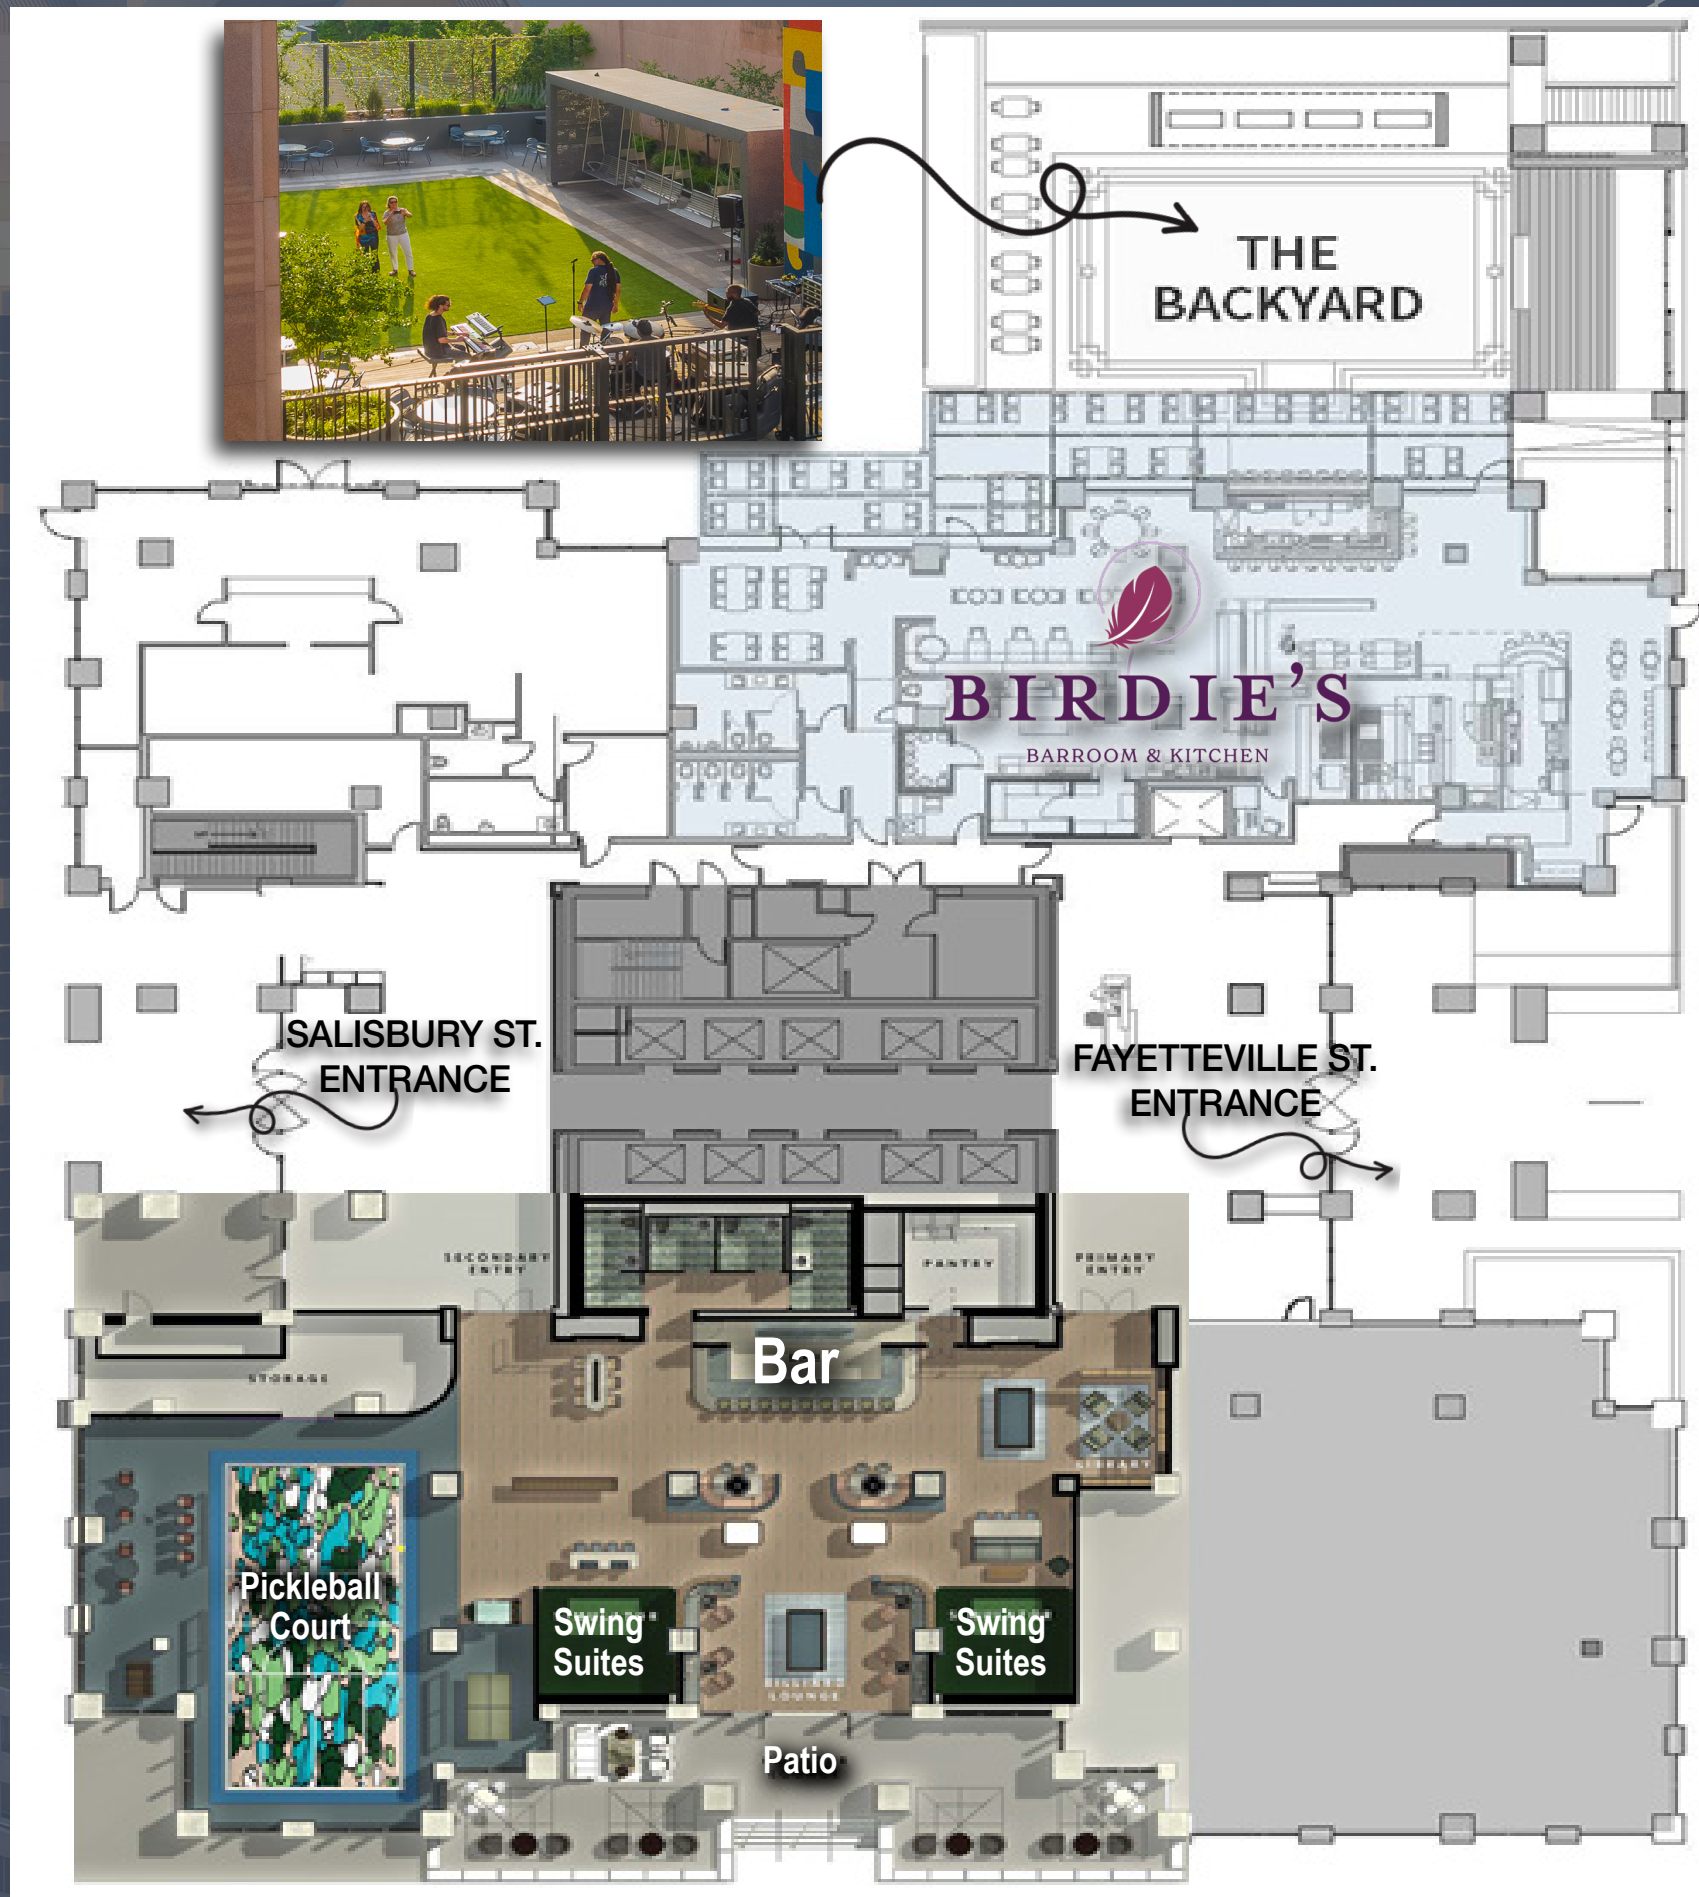 THE
BACKYARD
BIRDIE’S
BARROOM & KITCHEN
SALISBURY ST.
ENTRANCE
FAYETTEVILLE ST.
ENTRANCE
SECONDARY
ENTRY
PANTRY
PRIMARY
ENTRY
Bar
STORAGE
LIBRARY
Pickleball
Court
Swing
Suites
Swing
Suites
LOUNGE
Patio